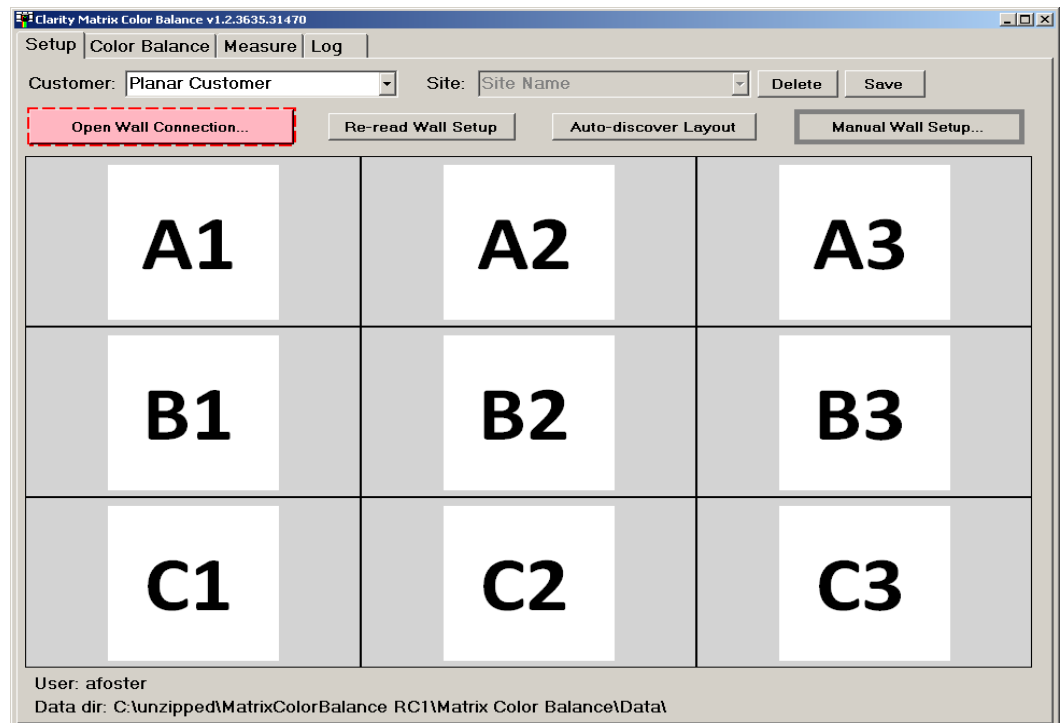 Clarity Matrix Color Balance v1.2.3635.31470
Setup Color Balance Measure Log
Customer: Planar Customer Site: Site Name Delete Save
Open Wall Connection... Re-read Wall Setup Auto-discover Layout Manual Wall Setup...
A1 A2 A3
B1 B2 B3
C1 C2 C3
User: afoster
Data dir: C:\unzipped\MatrixColorBalance RC1\Matrix Color Balance\Data\